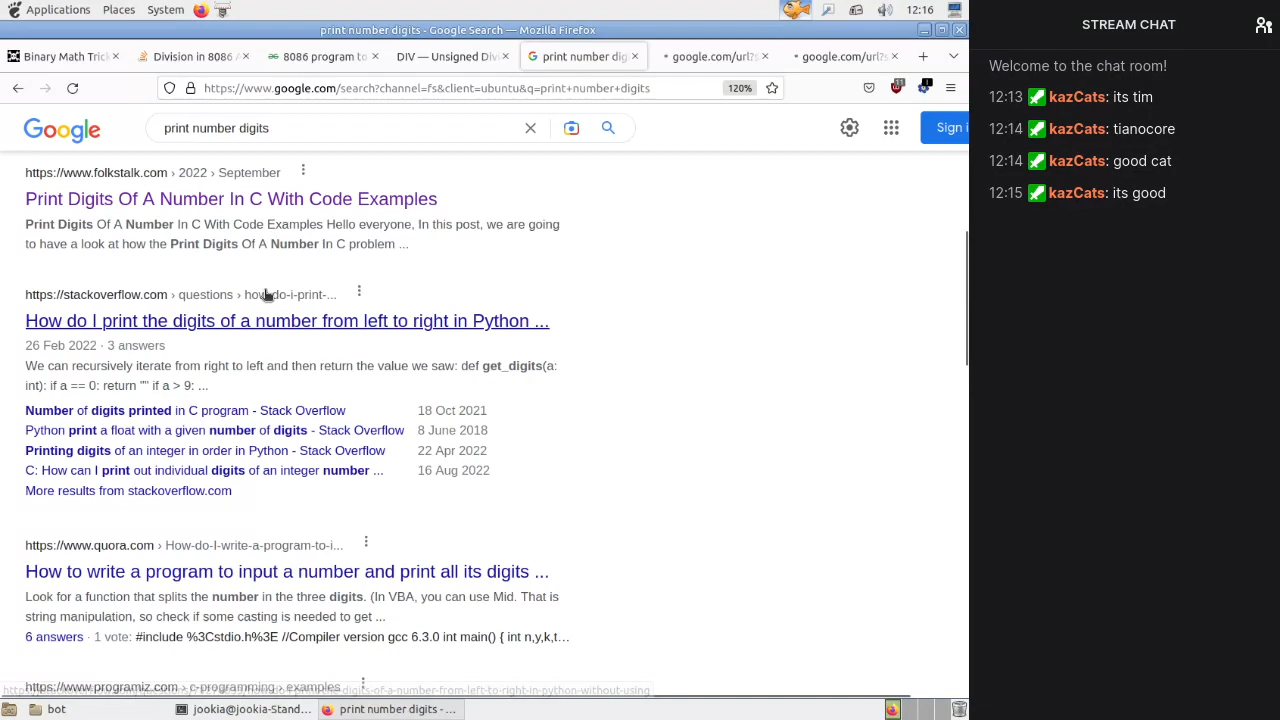 Applications Places System 12:16
print number digits - Google Search — Mozilla Firefox
Binary Math Trick Division in 8086 A 8086 program to DIV — Unsigned Divi print number dig google.com/url?s google.com/url?s
https://www.google.com/search?channel=fs&client=ubuntu&q=print+number+digits 120% 11
Google print number digits Sign i
https://www.folkstalk.com › 2022 › September
Print Digits Of A Number In C With Code Examples
Print Digits Of A Number In C With Code Examples Hello everyone, In this post, we are going
to have a look at how the Print Digits Of A Number In C problem ...
https://stackoverflow.com › questions › how-do-i-print-...
How do I print the digits of a number from left to right in Python ...
26 Feb 2022 · 3 answers
We can recursively iterate from right to left and then return the value we saw: def get_digits(a:
int): if a == 0: return "" if a > 9: ...
Number of digits printed in C program - Stack Overflow 18 Oct 2021
Python print a float with a given number of digits - Stack Overflow 8 June 2018
Printing digits of an integer in order in Python - Stack Overflow 22 Apr 2022
C: How can I print out individual digits of an integer number ... 16 Aug 2022
More results from stackoverflow.com
https://www.quora.com › How-do-I-write-a-program-to-i...
How to write a program to input a number and print all its digits ...
Look for a function that splits the number in the three digits. (In VBA, you can use Mid. That is
string manipulation, so check if some casting is needed to get ...
6 answers · 1 vote: #include %3Cstdio.h%3E //Compiler version gcc 6.3.0 int main() { int n,y,k,t...
https://www.programiz.com › c-programming › examples
bot jookia@jookia-Stand... print number digits - ...
STREAM CHAT
Welcome to the chat room!
12:13 kazCats: its tim
12:14 kazCats: tianocore
12:14 kazCats: good cat
12:15 kazCats: its good